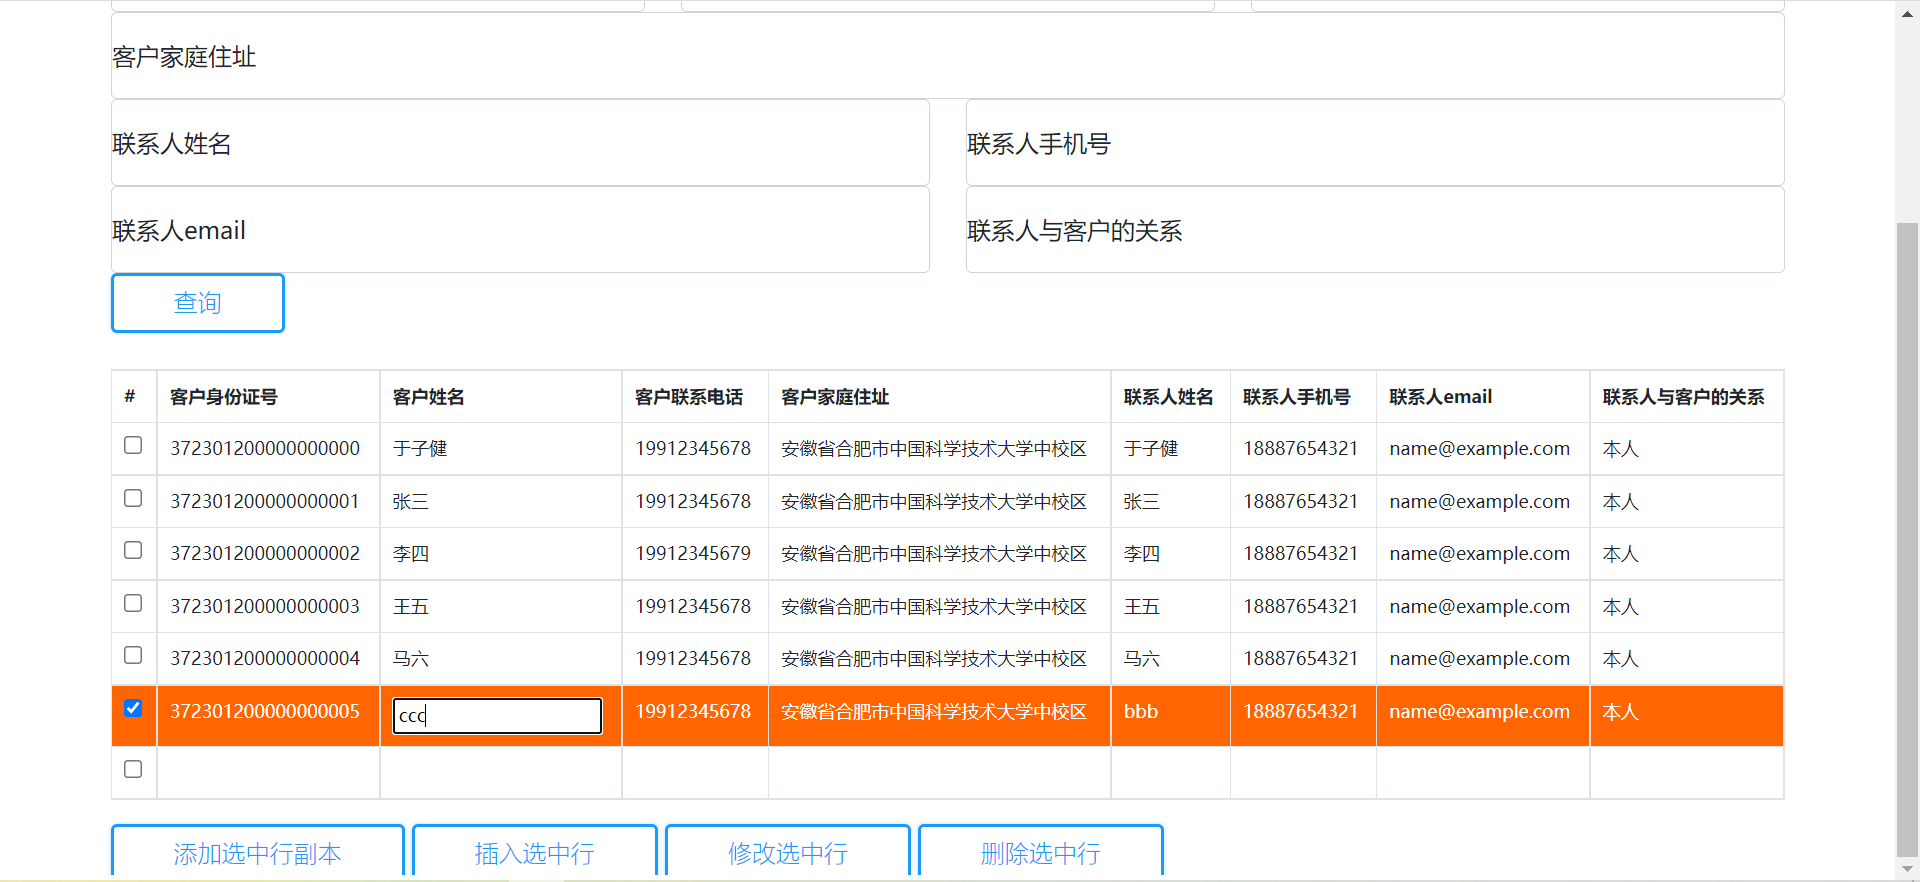 客户家庭住址
联系人姓名 联系人手机号
联系人email 联系人与客户的关系
查询
# 客户身份证号 客户姓名 客户联系电话 客户家庭住址 联系人姓名 联系人手机号 联系人email 联系人与客户的关系
372301200000000000 于子健 19912345678 安徽省合肥市中国科学技术大学中校区 于子健 18887654321 name@example.com 本人
372301200000000001 张三 19912345678 安徽省合肥市中国科学技术大学中校区 张三 18887654321 name@example.com 本人
372301200000000002 李四 19912345679 安徽省合肥市中国科学技术大学中校区 李四 18887654321 name@example.com 本人
372301200000000003 王五 19912345678 安徽省合肥市中国科学技术大学中校区 王五 18887654321 name@example.com 本人
372301200000000004 马六 19912345678 安徽省合肥市中国科学技术大学中校区 马六 18887654321 name@example.com 本人
372301200000000005 ccc 19912345678 安徽省合肥市中国科学技术大学中校区 bbb 18887654321 name@example.com 本人
添加选中行副本 插入选中行 修改选中行 删除选中行